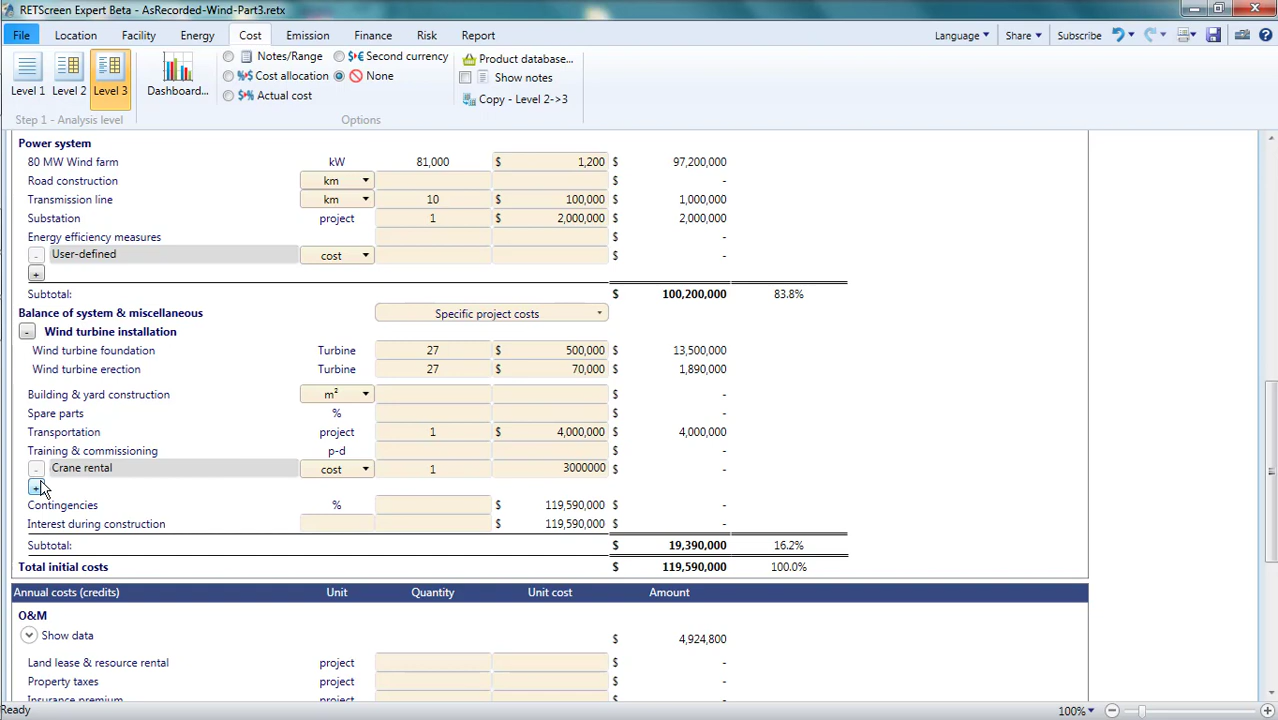 RETScreen Expert Beta - AsRecorded-Wind-Part3.retx
File Location Facility Energy Cost Emission Finance Risk Report Language Share Subscribe
Level 1 Level 2 Level 3 Dashboard...
Notes/Range $€ Second currency
%$ Cost allocation None
$% Actual cost
Product database...
Show notes
Copy - Level 2->3
Step 1 - Analysis level Options
Power system
80 MW Wind farm kW 81,000 $ 1,200 $ 97,200,000
Road construction km $ -
Transmission line km 10 $ 100,000 $ 1,000,000
Substation project 1 $ 2,000,000 $ 2,000,000
Energy efficiency measures $ -
- User-defined cost $ -
+
Subtotal: $ 100,200,000 83.8%
Balance of system & miscellaneous Specific project costs
- Wind turbine installation
Wind turbine foundation Turbine 27 $ 500,000 $ 13,500,000
Wind turbine erection Turbine 27 $ 70,000 $ 1,890,000
Building & yard construction m² $ -
Spare parts % $ -
Transportation project 1 $ 4,000,000 $ 4,000,000
Training & commissioning p-d $ -
- Crane rental cost 1 3000000 $ -
+
Contingencies % $ 119,590,000 $ -
Interest during construction $ 119,590,000 $ -
Subtotal: $ 19,390,000 16.2%
Total initial costs $ 119,590,000 100.0%
Annual costs (credits) Unit Quantity Unit cost Amount
O&M
Show data $ 4,924,800
Land lease & resource rental project $ -
Property taxes project $ -
Insurance premium project $ -
Ready 100%